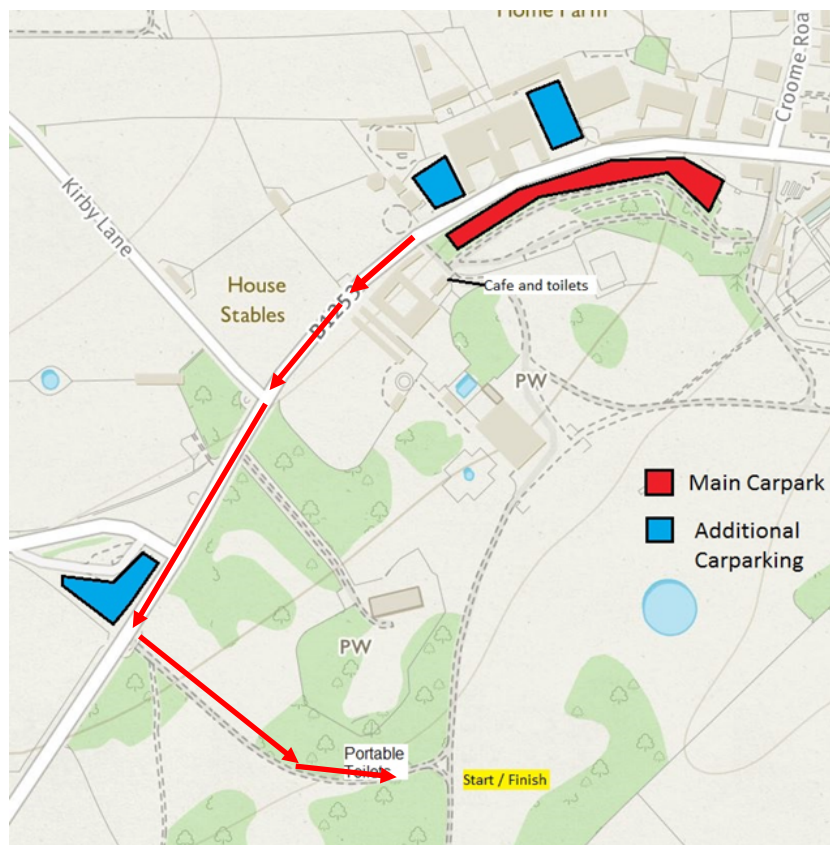 Home Farm
Croome Roa
Kirby Lane
House
Stables
B1253
Cafe and toilets
PW
Main Carpark
Additional
Carparking
PW
Portable
Toilets
Start / Finish